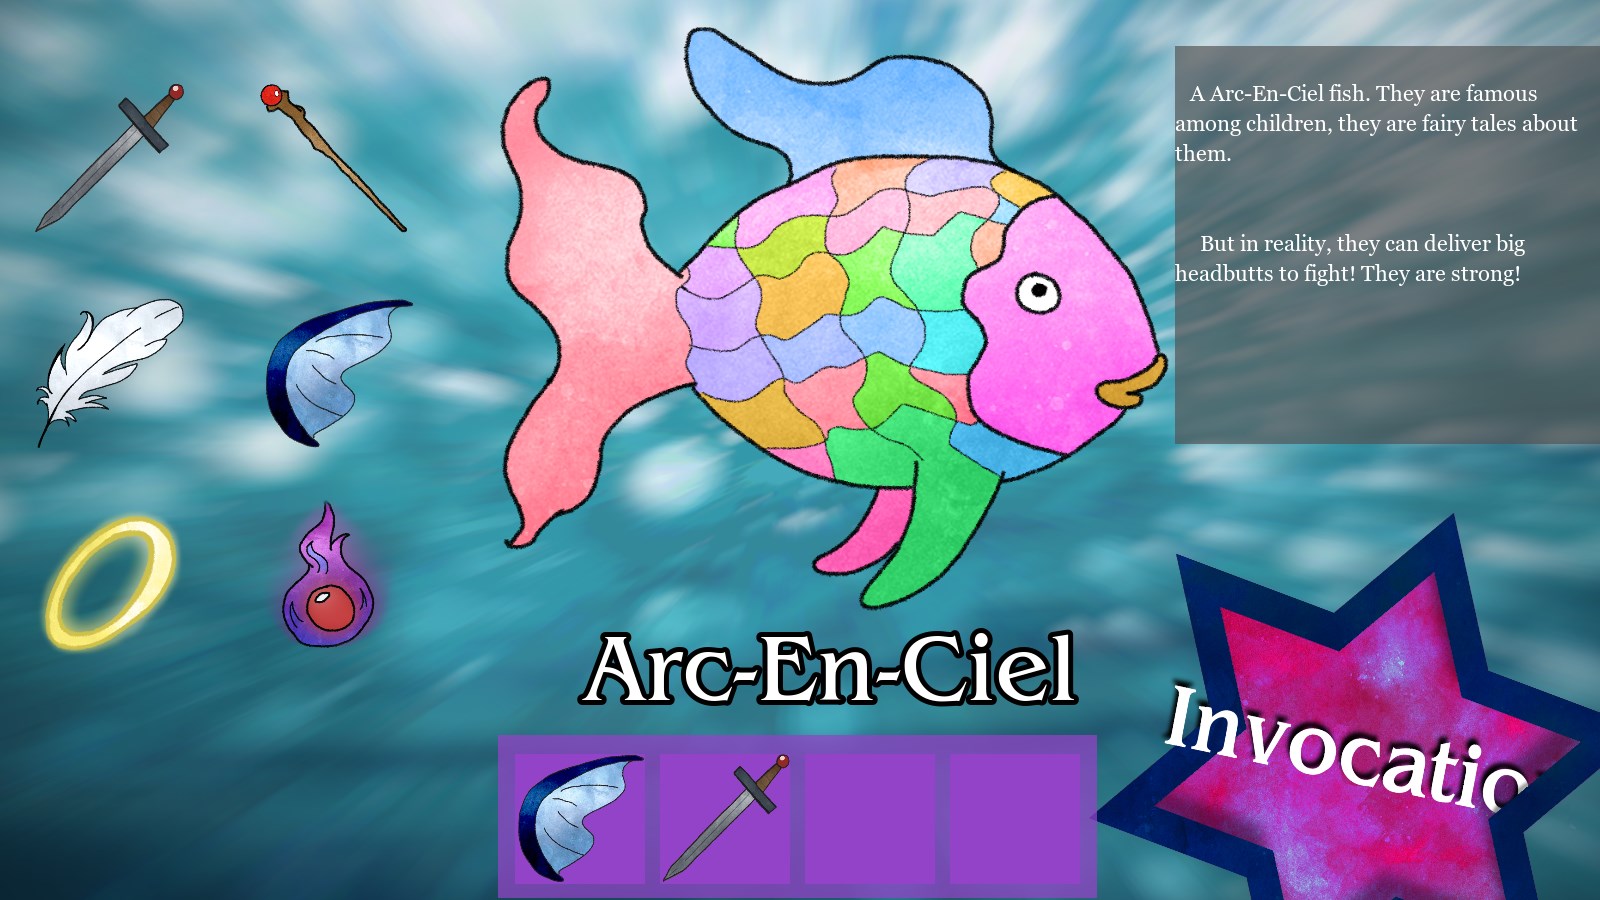 A Arc-En-Ciel fish. They are famous
among children, they are fairy tales about
them.
But in reality, they can deliver big
headbutts to fight! They are strong!
Arc-En-Ciel
Invocatio